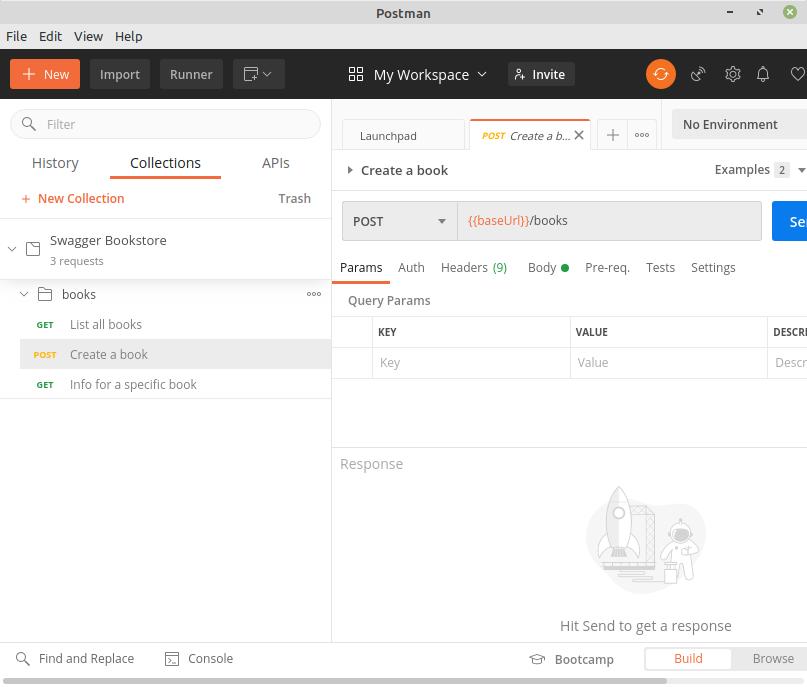 Postman
File Edit View Help
New Import Runner My Workspace Invite
Filter
History Collections APIs
New Collection Trash
Swagger Bookstore
3 requests
books
GET List all books
POST Create a book
GET Info for a specific book
Launchpad POST Create a b... No Environment
Create a book Examples 2
POST {{baseUrl}}/books Se
Params Auth Headers (9) Body Pre-req. Tests Settings
Query Params
KEY VALUE DESCR
Key Value Descr
Response
Hit Send to get a response
Find and Replace Console Bootcamp Build Browse